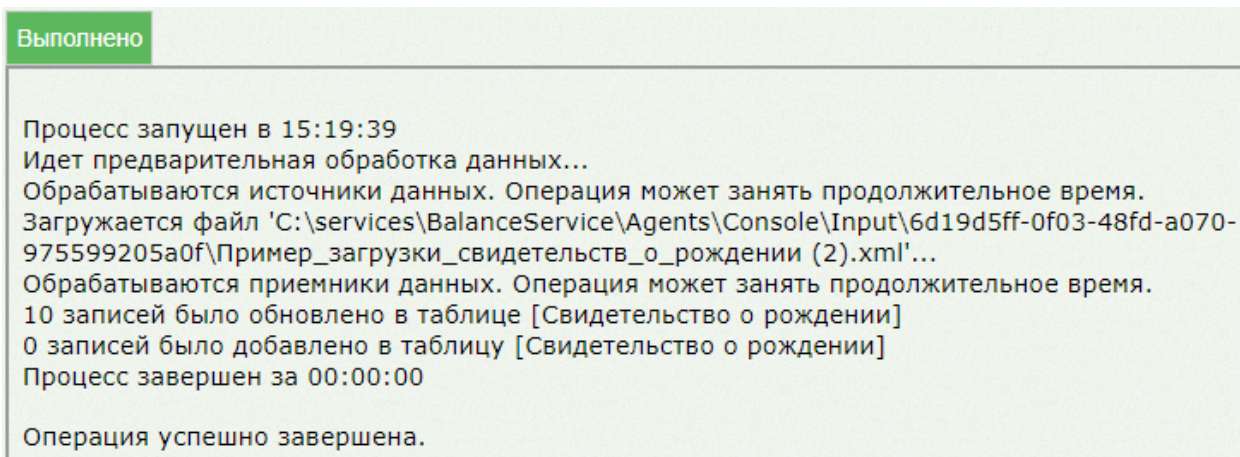 Выполнено
Процесс запущен в 15:19:39
Идет предварительная обработка данных...
Обрабатываются источники данных. Операция может занять продолжительное время.
Загружается файл 'C:\services\BalanceService\Agents\Console\Input\6d19d5ff-0f03-48fd-a070-
975599205a0f\Пример_загрузки_свидетельств_о_рождении (2).xml'...
Обрабатываются приемники данных. Операция может занять продолжительное время.
10 записей было обновлено в таблице [Свидетельство о рождении]
0 записей было добавлено в таблицу [Свидетельство о рождении]
Процесс завершен за 00:00:00
Операция успешно завершена.